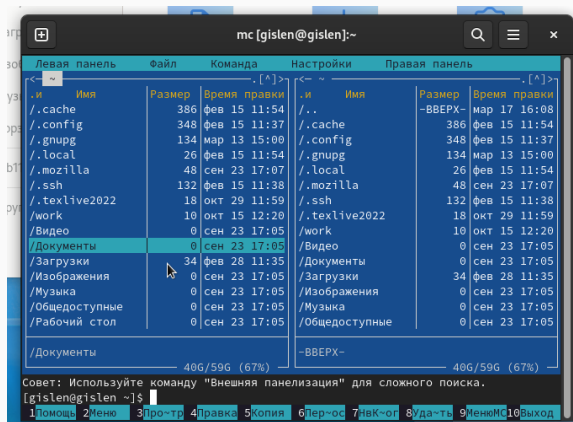 mc [gislen@gislen]:~
Левая панель Файл Команда Настройки Правая панель
<— ~ .[^]> <— ~ .[^]>
.и Имя Размер Время правки .и Имя Размер Время правки
/.cache 386 фев 15 11:54 /.. -ВВЕРХ- мар 17 16:08
/.config 348 фев 15 11:37 /.cache 386 фев 15 11:54
/.gnupg 134 мар 13 15:00 /.config 348 фев 15 11:37
/.local 26 фев 15 11:54 /.gnupg 134 мар 13 15:00
/.mozilla 48 сен 23 17:07 /.local 26 фев 15 11:54
/.ssh 132 фев 15 11:38 /.mozilla 48 сен 23 17:07
/.texlive2022 18 окт 29 11:59 /.ssh 132 фев 15 11:38
/work 10 окт 15 12:20 /.texlive2022 18 окт 29 11:59
/Видео 0 сен 23 17:05 /work 10 окт 15 12:20
/Документы 0 сен 23 17:05 /Видео 0 сен 23 17:05
/Загрузки 34 фев 28 11:35 /Документы 0 сен 23 17:05
/Изображения 0 сен 23 17:05 /Загрузки 34 фев 28 11:35
/Музыка 0 сен 23 17:05 /Изображения 0 сен 23 17:05
/Общедоступные 0 сен 23 17:05 /Музыка 0 сен 23 17:05
/Рабочий стол 0 сен 23 17:05 /Общедоступные 0 сен 23 17:05
/Документы -ВВЕРХ-
40G/59G (67%) 40G/59G (67%)
Совет: Используйте команду "Внешняя панелизация" для сложного поиска.
[gislen@gislen ~]$
1Помощь 2Меню 3Про~тр 4Правка 5Копия 6Пер~ос 7НвК~ог 8Уда~ть 9МенюМС 10Выход